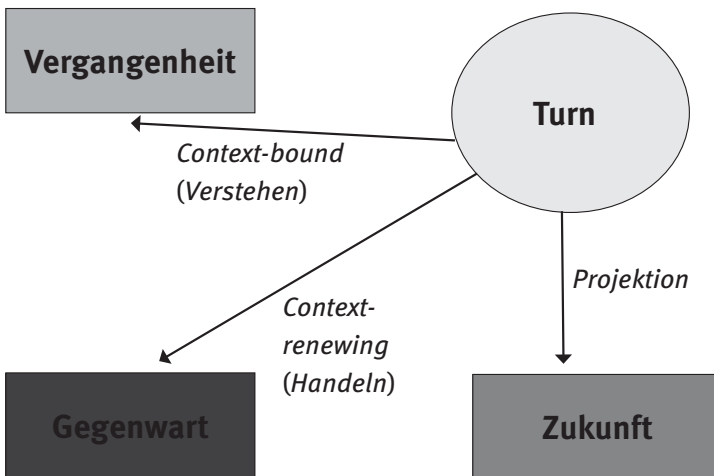 Vergangenheit
Turn
Context-bound
(Verstehen)
Projektion
Context-
renewing
(Handeln)
Gegenwart
Zukunft